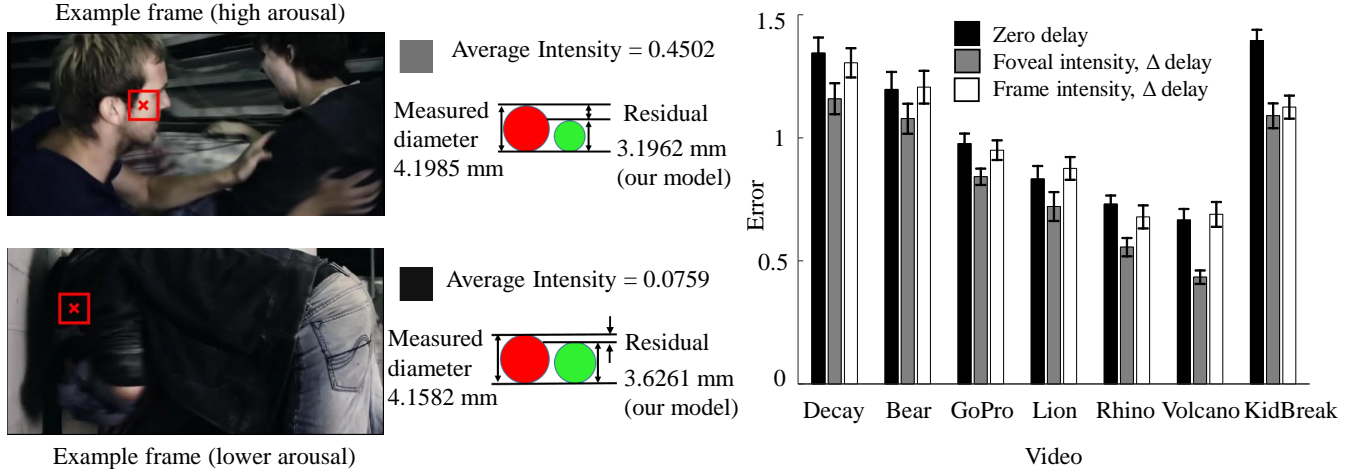 Example frame (high arousal)
Average Intensity = 0.4502
Measured
diameter
4.1985 mm
Residual
3.1962 mm
(our model)
Average Intensity = 0.0759
Measured
diameter
4.1582 mm
Residual
3.6261 mm
(our model)
Example frame (lower arousal)
1.5
1
0.5
0
Error
Zero delay
Foveal intensity, Δ delay
Frame intensity, Δ delay
Decay Bear GoPro Lion Rhino Volcano KidBreak
Video